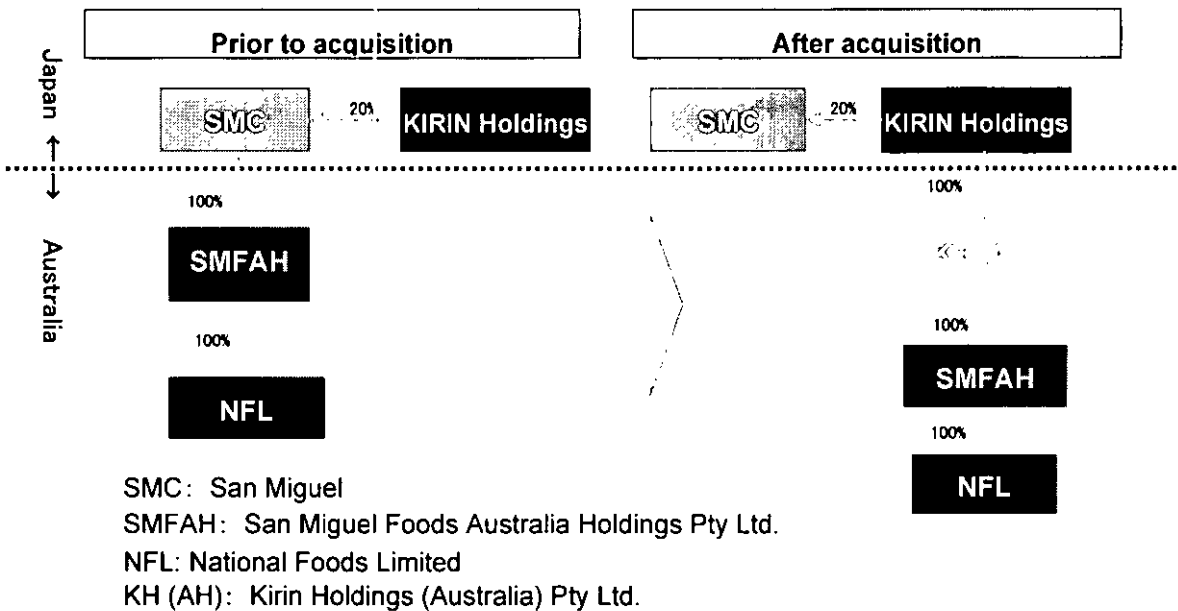 Prior to acquisition
After acquisition
Japan ↑
SMC
20%
KIRIN Holdings
SMC
20%
KIRIN Holdings
↓ Australia
100%
SMFAH
100%
NFL
100%
100%
SMFAH
100%
NFL
SMC: San Miguel
SMFAH: San Miguel Foods Australia Holdings Pty Ltd.
NFL: National Foods Limited
KH (AH): Kirin Holdings (Australia) Pty Ltd.